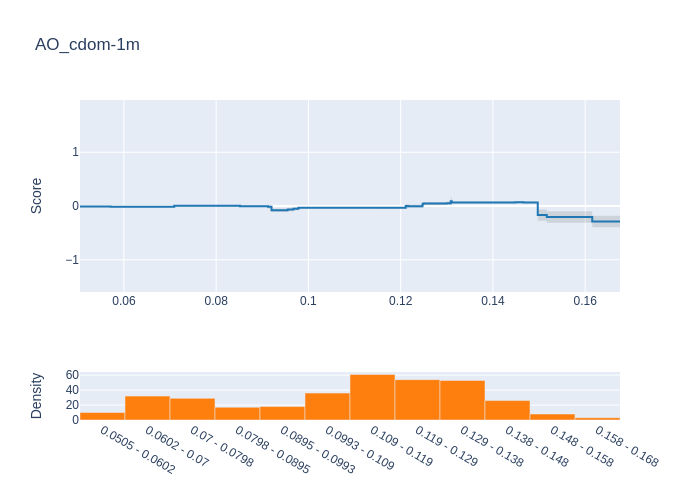 AO_cdom-1m
Score
1
0
−1
0.06 0.08 0.1 0.12 0.14 0.16
Density
60
40
20
0
0.0505 - 0.0602
0.0602 - 0.07
0.07 - 0.0798
0.0798 - 0.0895
0.0895 - 0.0993
0.0993 - 0.109
0.109 - 0.119
0.119 - 0.129
0.129 - 0.138
0.138 - 0.148
0.148 - 0.158
0.158 - 0.168